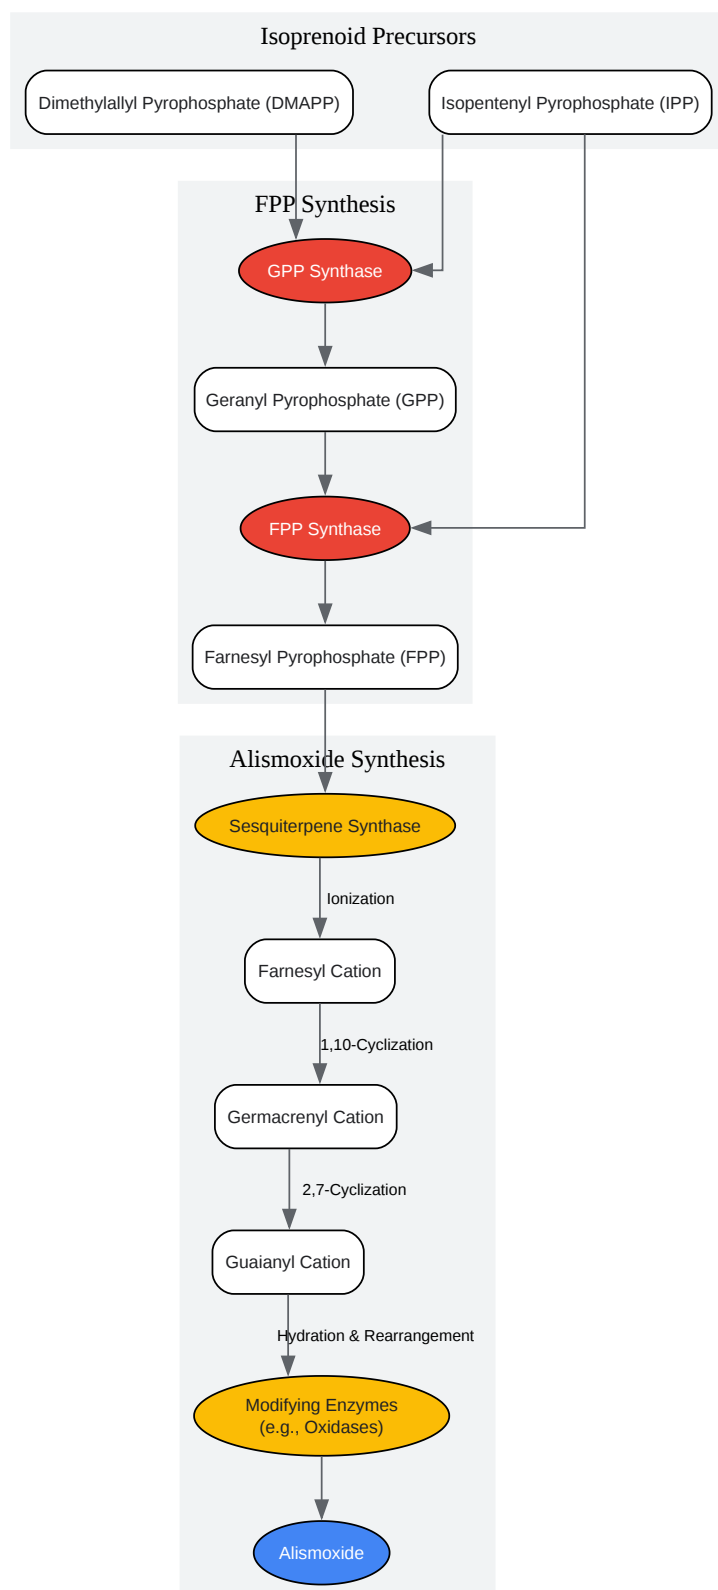 Isoprenoid Precursors
Dimethylallyl Pyrophosphate (DMAPP)
Isopentenyl Pyrophosphate (IPP)
FPP Synthesis
GPP Synthase
Geranyl Pyrophosphate (GPP)
FPP Synthase
Farnesyl Pyrophosphate (FPP)
Alismoxide Synthesis
Sesquiterpene Synthase
Ionization
Farnesyl Cation
1,10-Cyclization
Germacrenyl Cation
2,7-Cyclization
Guaianyl Cation
Hydration & Rearrangement
Modifying Enzymes
(e.g., Oxidases)
Alismoxide